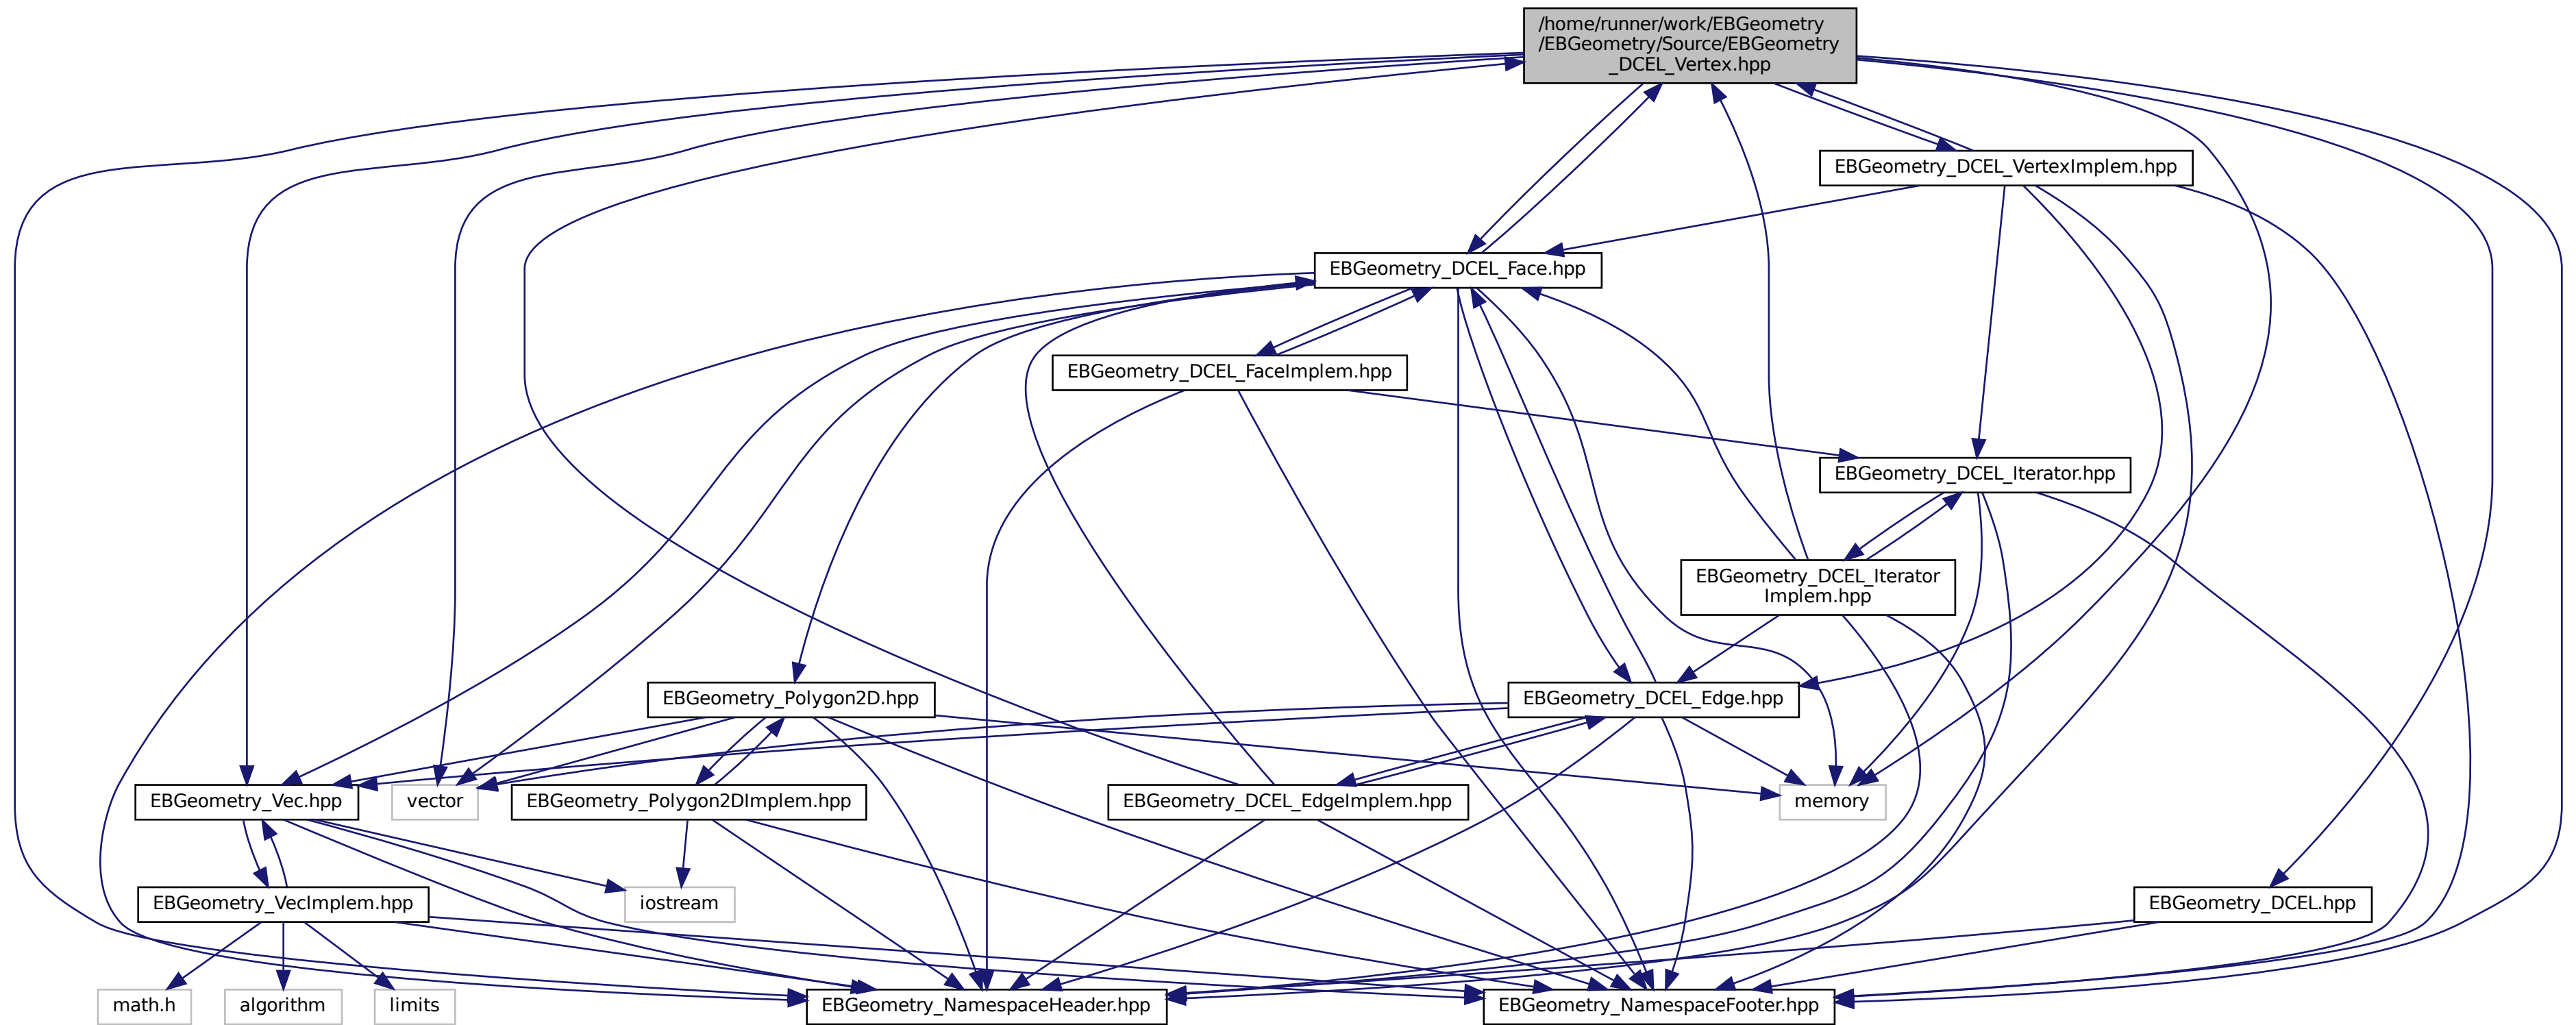 /home/runner/work/EBGeometry
/EBGeometry/Source/EBGeometry
_DCEL_Vertex.hpp
EBGeometry_DCEL_VertexImplem.hpp
EBGeometry_DCEL_Face.hpp
EBGeometry_DCEL_FaceImplem.hpp
EBGeometry_DCEL_Iterator.hpp
EBGeometry_DCEL_Iterator
Implem.hpp
EBGeometry_Polygon2D.hpp
EBGeometry_DCEL_Edge.hpp
EBGeometry_Vec.hpp
vector
EBGeometry_Polygon2DImplem.hpp
EBGeometry_DCEL_EdgeImplem.hpp
memory
EBGeometry_VecImplem.hpp
iostream
EBGeometry_DCEL.hpp
math.h
algorithm
limits
EBGeometry_NamespaceHeader.hpp
EBGeometry_NamespaceFooter.hpp